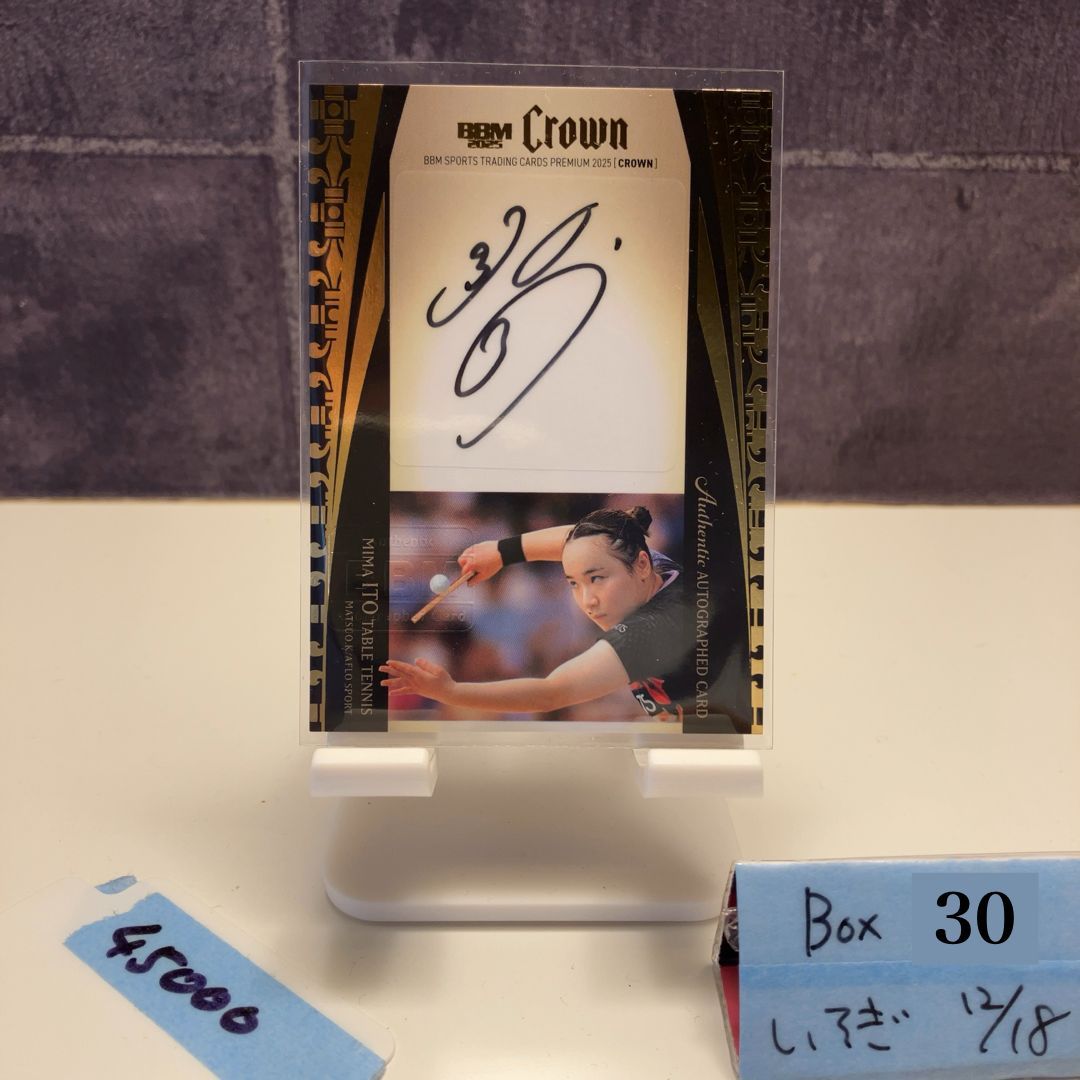 BBM 2025 Crown
BBM SPORTS TRADING CARDS PREMIUM 2025 [ CROWN ]
Authentic AUTOGRAPHED CARD
MIMA ITO TABLE TENNIS
MATSUO.K/AFLO SPORT
45000
Box 30
いろぎ 12/18